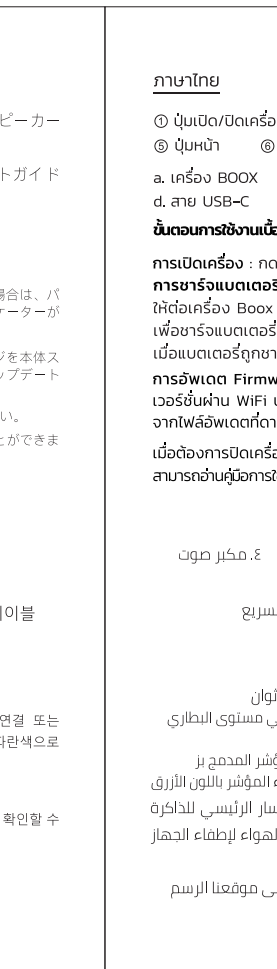 ピーカー
トガイド
場合は、パ
ケーターが
ジを本体ス
ップデート
い。
とができま
이블
연결 또는
파란색으로
확인할 수
ภาษาไทย
① ปุ่มเปิด/ปิดเครื่อ
⑤ ปุ่มหน้า ⑥
a. เครื่อง BOOX
d. สาย USB-C
ขั้นตอนการใช้งานเบื้อ
การเปิดเครื่อง : กด
การชาร์จแบตเตอรี
ให้ต่อเครื่อง Boox
เพื่อชาร์จแบตเตอรี่
เมื่อแบตเตอรี่ถูกชา
การอัพเดต Firmw
เวอร์ชั่นผ่าน WiFi
จากไฟล์อัพเดตที่ดา
เมื่อต้องการปิดเครื่อ
สามารถอ่านคู่มือการใ
٤. مكبر صوت
سريع
ثوان
ي مستوى البطاري
ؤشر المدمج بز
ء المؤشر باللون الأزرق
سار الرئيسي للذاكرة
لهواء لإطفاء الجهاز
ى موقعنا الرسم